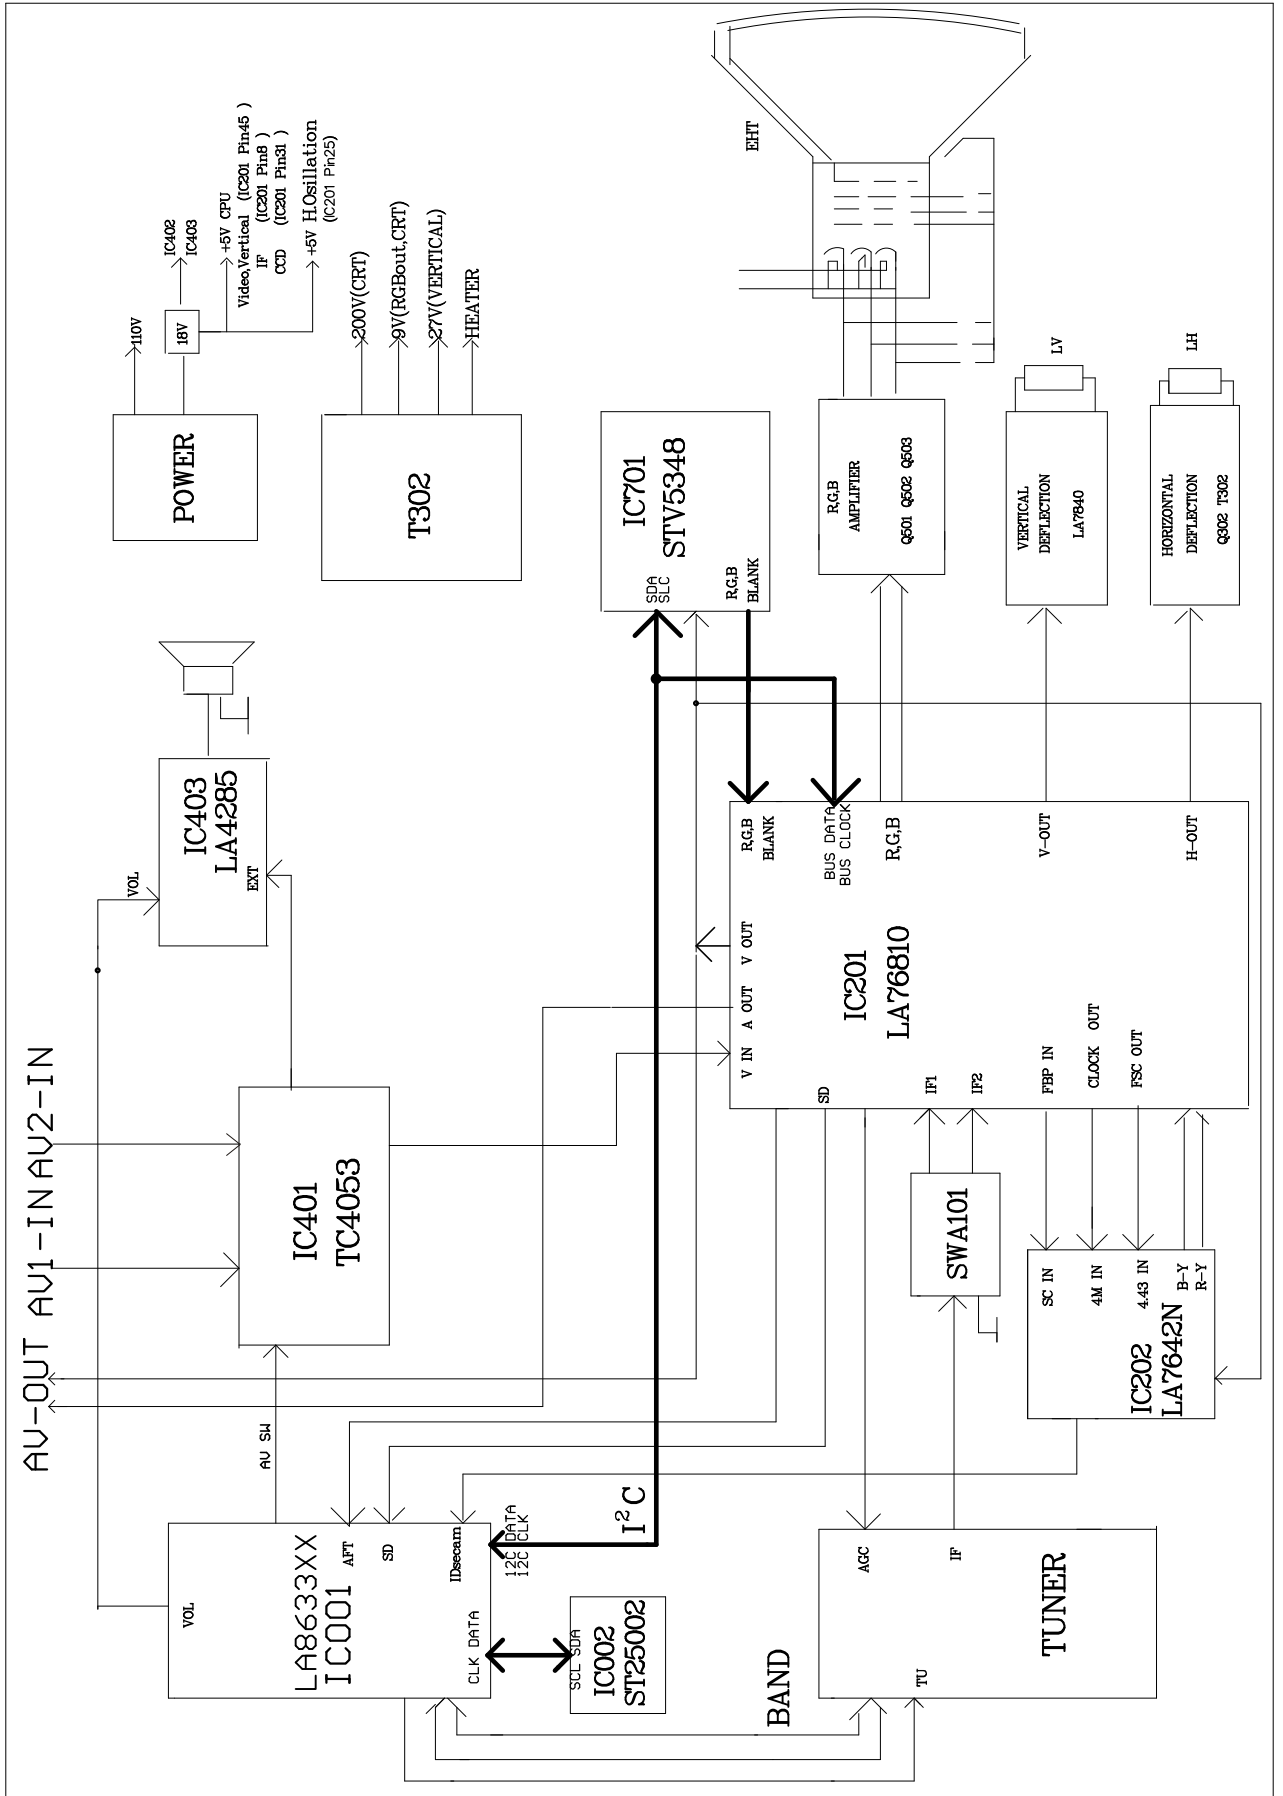 POWER
110V
18V
IC402
IC403
+5V CPU
Video,Vertical (IC201 Pin45 )
IF (IC201 Pin8 )
CCD (IC201 Pin31 )
+5V H.Osillation
(IC201 Pin25)
T302
200V(CRT)
9V(RGBout,CRT)
27V(VERTICAL)
HEATER
EHT
IC701
STV5348
SDA
SLC
R,G,B
BLANK
R,G,B
AMPLIFIER
Q501 Q502 Q503
VERTICAL
DEFLECTION
LA7840
LV
HORIZONTAL
DEFLECTION
Q302 T302
LH
IC403
LA4285
VOL
EXT
AV-OUT AV1-IN AV2-IN
IC401
TC4053
AV SW
IC201
LA76810
R,G,B
BLANK
BUS DATA
BUS CLOCK
R,G,B
V-OUT
H-OUT
V IN A OUT V OUT
SD
IF1
IF2
FBP IN
CLOCK OUT
FSC OUT
SWA101
IC202
LA7642N
SC IN
4M IN
4.43 IN
B-Y
R-Y
LA8633XX
IC001
VOL
AFT
SD
IDsecam
12C DATA
12C CLK
CLK DATA
I²C
IC002
ST25002
SCL SDA
BAND
TUNER
AGC
IF
TU